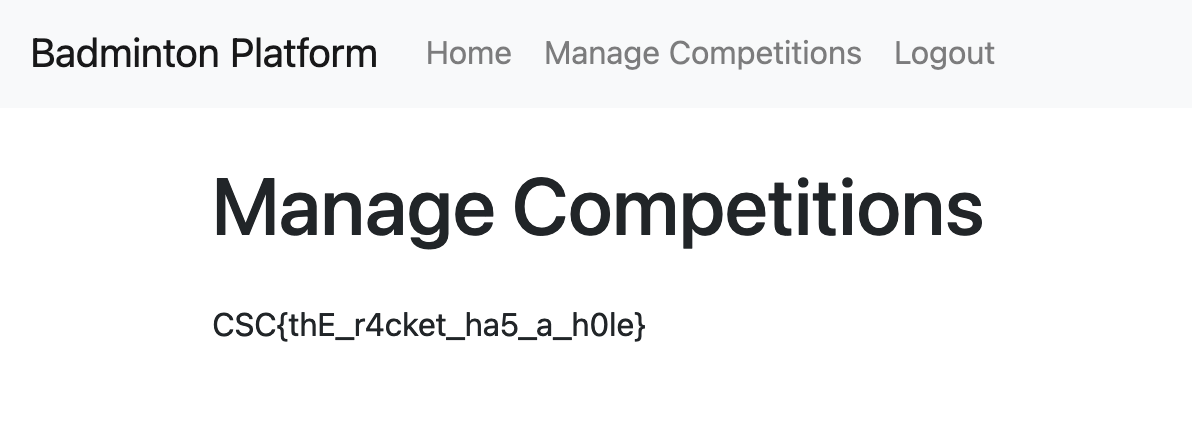 Badminton Platform Home Manage Competitions Logout
Manage Competitions
CSC{thE_r4cket_ha5_a_h0le}